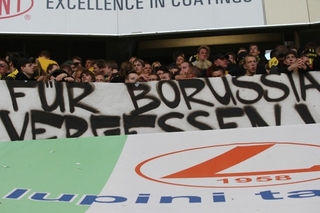 EXCELLENCE IN COATINGS
FÜR BORUSSIA
VERGESSEN
1958
lupini ta